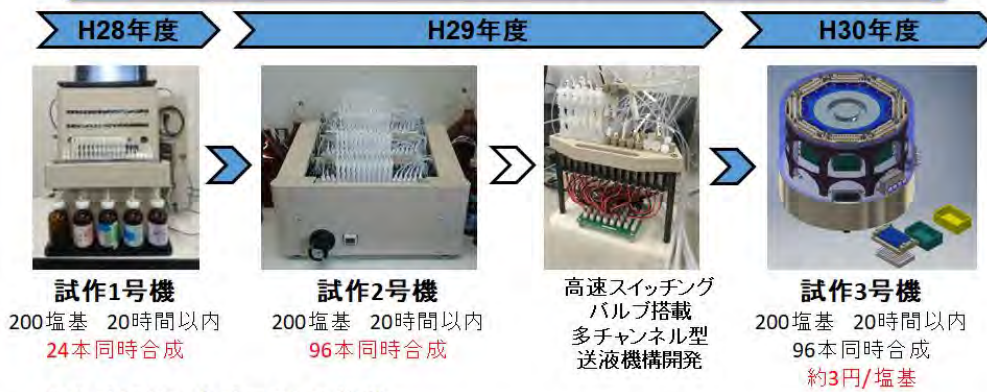 H28年度
H29年度
H30年度
試作1号機
200塩基 20時間以内
24本同時合成
試作2号機
200塩基 20時間以内
96本同時合成
高速スイッチング
バルブ搭載
多チャンネル型
送液機構開発
試作3号機
200塩基 20時間以内
96本同時合成
約3円/塩基